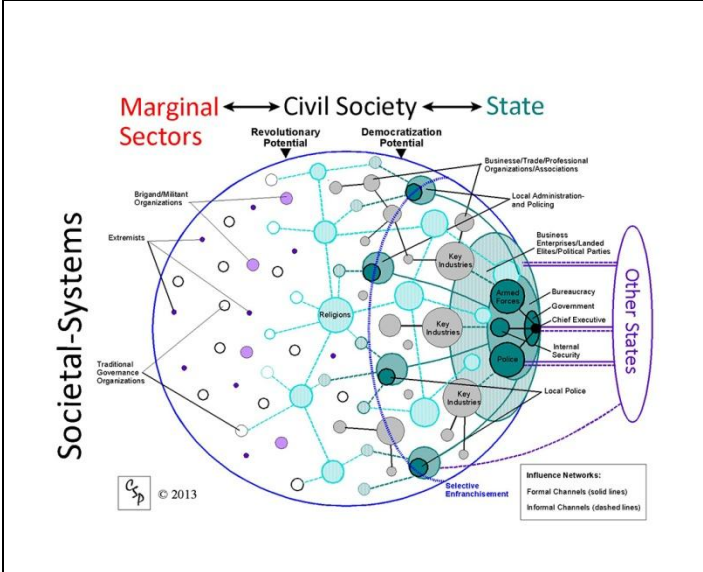 Marginal
Sectors
Civil Society
State
Revolutionary
Potential
Democratization
Potential
Businesse/Trade/Professional
Organizations/Associations
Brigand/Militant
Organizations
Local Administration-
and Policing
Extremists
Business
Enterprises/Landed
Elites/Political Parties
Key
Industries
Armed
Forces
Bureaucracy
Government
Chief Executive
Religions
Key
Industries
Police
Internal
Security
Traditional
Governance
Organizations
Key
Industries
Local Police
Other States
Societal-Systems
CSP
© 2013
Selective
Enfranchisement
Influence Networks:
Formal Channels (solid lines)
Informal Channels (dashed lines)